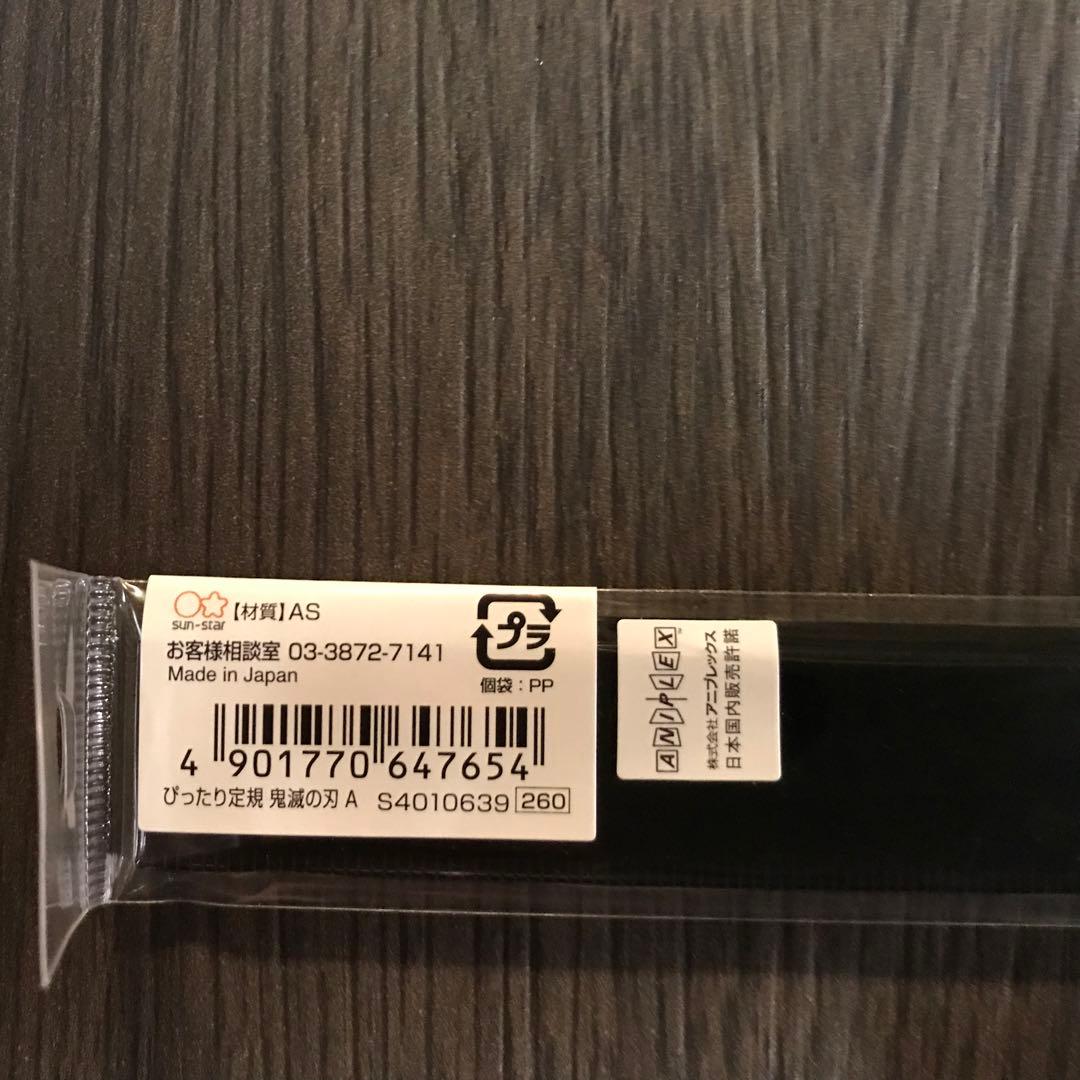 sun-star 【材質】AS
お客様相談室 03-3872-7141
Made in Japan
プラ
個袋：PP
4 901770 647654
ぴったり定規 鬼滅の刃 A S4010639 260
ANIPLEX™
株式会社アニプレックス
日本国内販売許諾